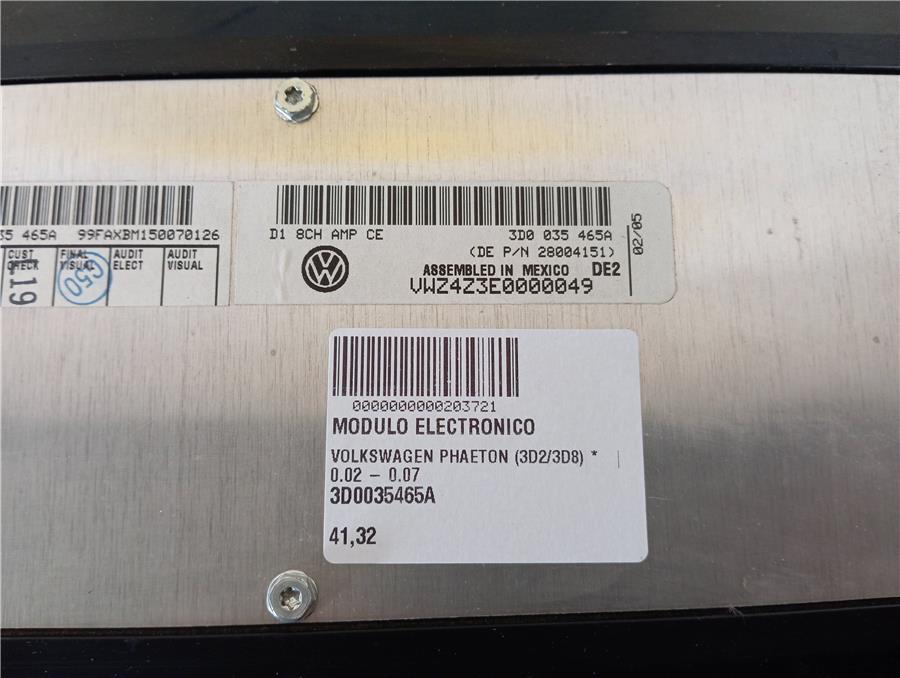 35 465A 99FAXBM150070126
CUST CHECK
FINAL VISUAL
AUDIT ELECT
AUDIT VISUAL
L19
C50
D1 8CH AMP CE 3D0 035 465A
(DE P/N 28004151)
ASSEMBLED IN MEXICO DE2
VWZ4Z3E0000049
02/05
0000000000203721
MODULO ELECTRONICO
VOLKSWAGEN PHAETON (3D2/3D8) *
0.02 - 0.07
3D0035465A
41,32